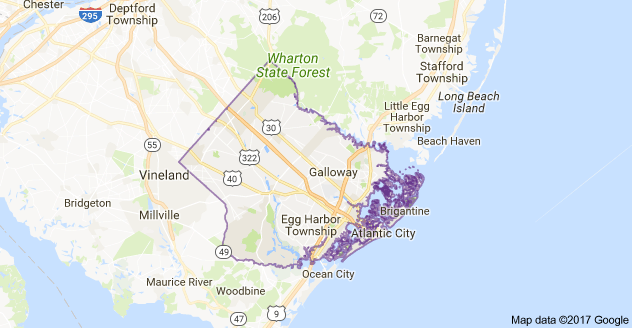 Chester
295
Deptford
Township
206
72
Barnegat
Township
Wharton
State Forest
Stafford
Township
Long Beach
Island
Little Egg
Harbor
Township
30
Beach Haven
55
322
Galloway
Vineland
40
Bridgeton
Millville
Brigantine
Egg Harbor
Township
Atlantic City
49
Ocean City
Maurice River
Woodbine
47
9
Map data ©2017 Google